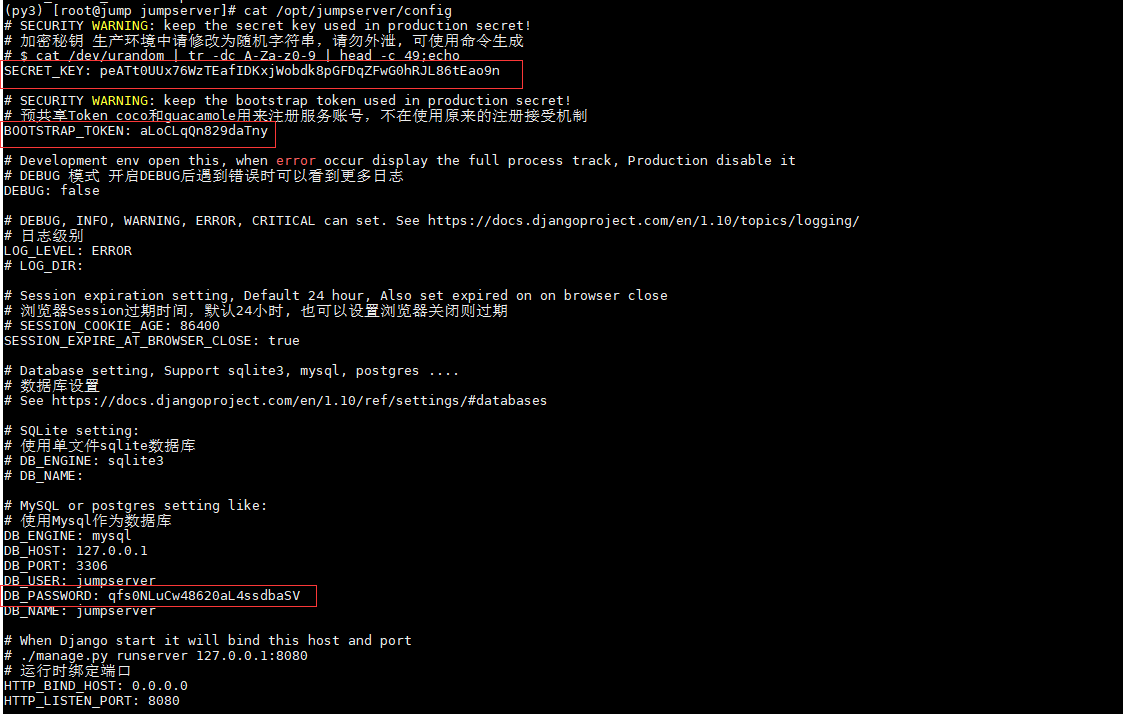 (py3) [root@jump jumpserver]# cat /opt/jumpserver/config
# SECURITY WARNING: keep the secret key used in production secret!
# 加密秘钥 生产环境中请修改为随机字符串，请勿外泄, 可使用命令生成
# $ cat /dev/urandom | tr -dc A-Za-z0-9 | head -c 49;echo
SECRET_KEY: peATt0UUx76WzTEafIDKxjWobdk8pGFDqZFwG0hRJL86tEao9n
# SECURITY WARNING: keep the bootstrap token used in production secret!
# 预共享Token coco和guacamole用来注册服务账号，不在使用原来的注册接受机制
BOOTSTRAP_TOKEN: aLoCLqQn829daTny
# Development env open this, when error occur display the full process track, Production disable it
# DEBUG 模式 开启DEBUG后遇到错误时可以看到更多日志
DEBUG: false
# DEBUG, INFO, WARNING, ERROR, CRITICAL can set. See https://docs.djangoproject.com/en/1.10/topics/logging/
# 日志级别
LOG_LEVEL: ERROR
# LOG_DIR:
# Session expiration setting, Default 24 hour, Also set expired on on browser close
# 浏览器Session过期时间，默认24小时, 也可以设置浏览器关闭则过期
# SESSION_COOKIE_AGE: 86400
SESSION_EXPIRE_AT_BROWSER_CLOSE: true
# Database setting, Support sqlite3, mysql, postgres ....
# 数据库设置
# See https://docs.djangoproject.com/en/1.10/ref/settings/#databases
# SQLite setting:
# 使用单文件sqlite数据库
# DB_ENGINE: sqlite3
# DB_NAME:
# MySQL or postgres setting like:
# 使用Mysql作为数据库
DB_ENGINE: mysql
DB_HOST: 127.0.0.1
DB_PORT: 3306
DB_USER: jumpserver
DB_PASSWORD: qfs0NLuCw48620aL4ssdbaSV
DB_NAME: jumpserver
# When Django start it will bind this host and port
# ./manage.py runserver 127.0.0.1:8080
# 运行时绑定端口
HTTP_BIND_HOST: 0.0.0.0
HTTP_LISTEN_PORT: 8080